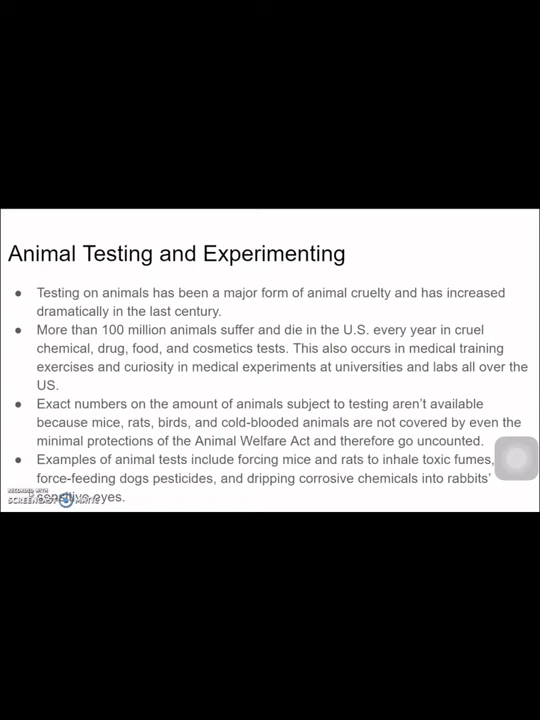 Animal Testing and Experimenting
● Testing on animals has been a major form of animal cruelty and has increased
dramatically in the last century.
● More than 100 million animals suffer and die in the U.S. every year in cruel
chemical, drug, food, and cosmetics tests. This also occurs in medical training
exercises and curiosity in medical experiments at universities and labs all over the
US.
● Exact numbers on the amount of animals subject to testing aren’t available
because mice, rats, birds, and cold-blooded animals are not covered by even the
minimal protections of the Animal Welfare Act and therefore go uncounted.
● Examples of animal tests include forcing mice and rats to inhale toxic fumes,
force-feeding dogs pesticides, and dripping corrosive chemicals into rabbits’
sensitive eyes.
RECORDED WITH
SCREENCAST MATIC